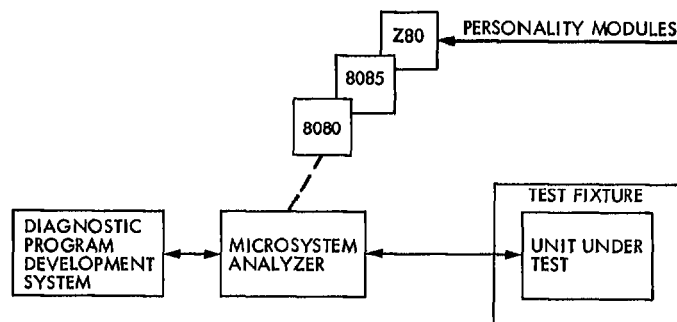 Z80
PERSONALITY MODULES
8085
8080
TEST FIXTURE
DIAGNOSTIC
PROGRAM
DEVELOPMENT
SYSTEM
MICROSYSTEM
ANALYZER
UNIT UNDER
TEST